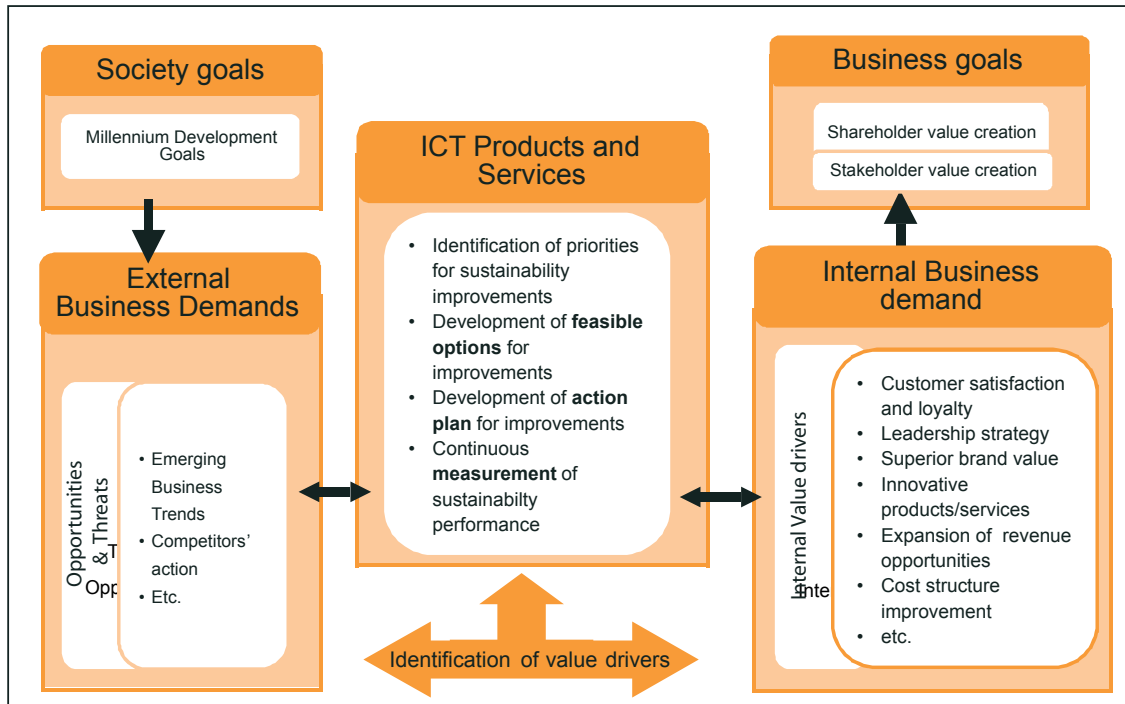 Society goals
Millennium Development
Goals
External
Business Demands
Opportunities
& Threats
T
Opp
• Emerging
Business
Trends
• Competitors’
action
• Etc.
ICT Products and
Services
• Identification of priorities
for sustainability
improvements
• Development of feasible
options for
improvements
• Development of action
plan for improvements
• Continuous
measurement of
sustainabilty
performance
Identification of value drivers
Business goals
Shareholder value creation
Stakeholder value creation
Internal Business
demand
Internal Value drivers
Inte
• Customer satisfaction
and loyalty
• Leadership strategy
• Superior brand value
• Innovative
products/services
• Expansion of revenue
opportunities
• Cost structure
improvement
• etc.